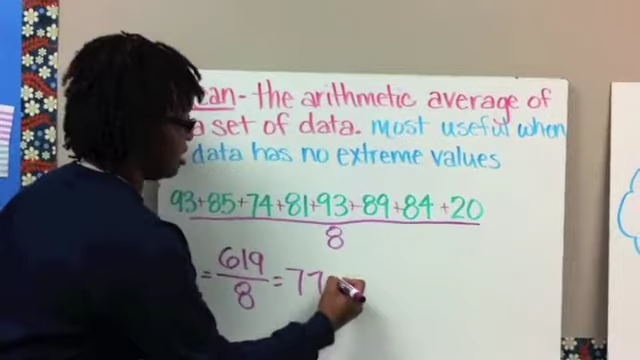 ean - the arithmetic average of
a set of data. most useful when
data has no extreme values
93+85+74+81+93+89+84+20
8
= 619
8 = 77